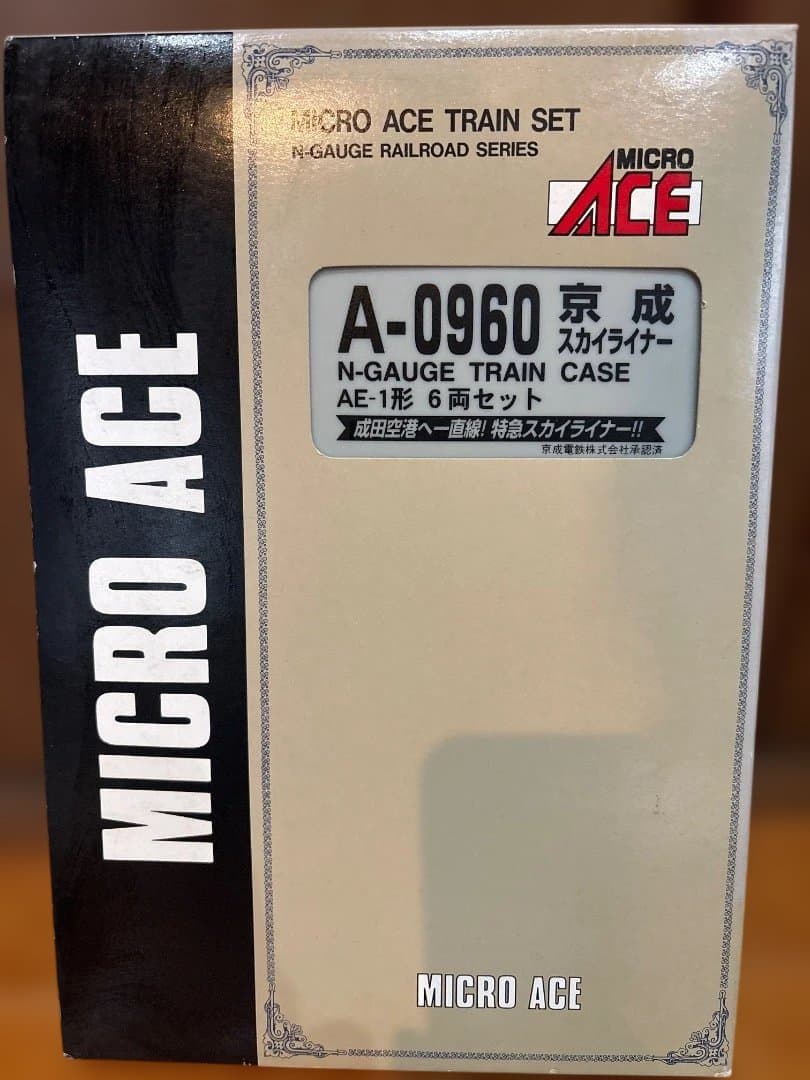 MICRO ACE TRAIN SET
N-GAUGE RAILROAD SERIES
MICRO
ACE
A-0960 京成
スカイライナー
N-GAUGE TRAIN CASE
AE-1形 6両セット
成田空港へ一直線!特急スカイライナー!!
京成電鉄株式会社承認済
MICRO ACE
MICRO ACE